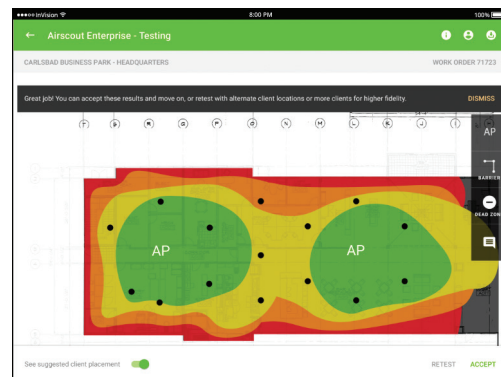 InVision 8:00 PM 100%
Airscout Enterprise - Testing
CARLSBAD BUSINESS PARK - HEADQUARTERS WORK ORDER 71723
Great job! You can accept these results and move on, or retest with alternate client locations or more clients for higher fidelity. DISMISS
AP
BARRIER
DEAD ZON
AP AP
See suggested client placement RETEST ACCEPT